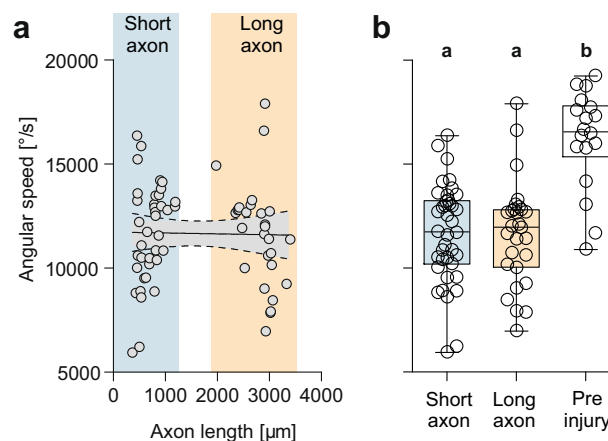 a
Short
axon
Long
axon
Angular speed [°/s]
20000
15000
10000
5000
0
1000
2000
3000
4000
Axon length [µm]
b
a
a
b
Short
axon
Long
axon
Pre
injury